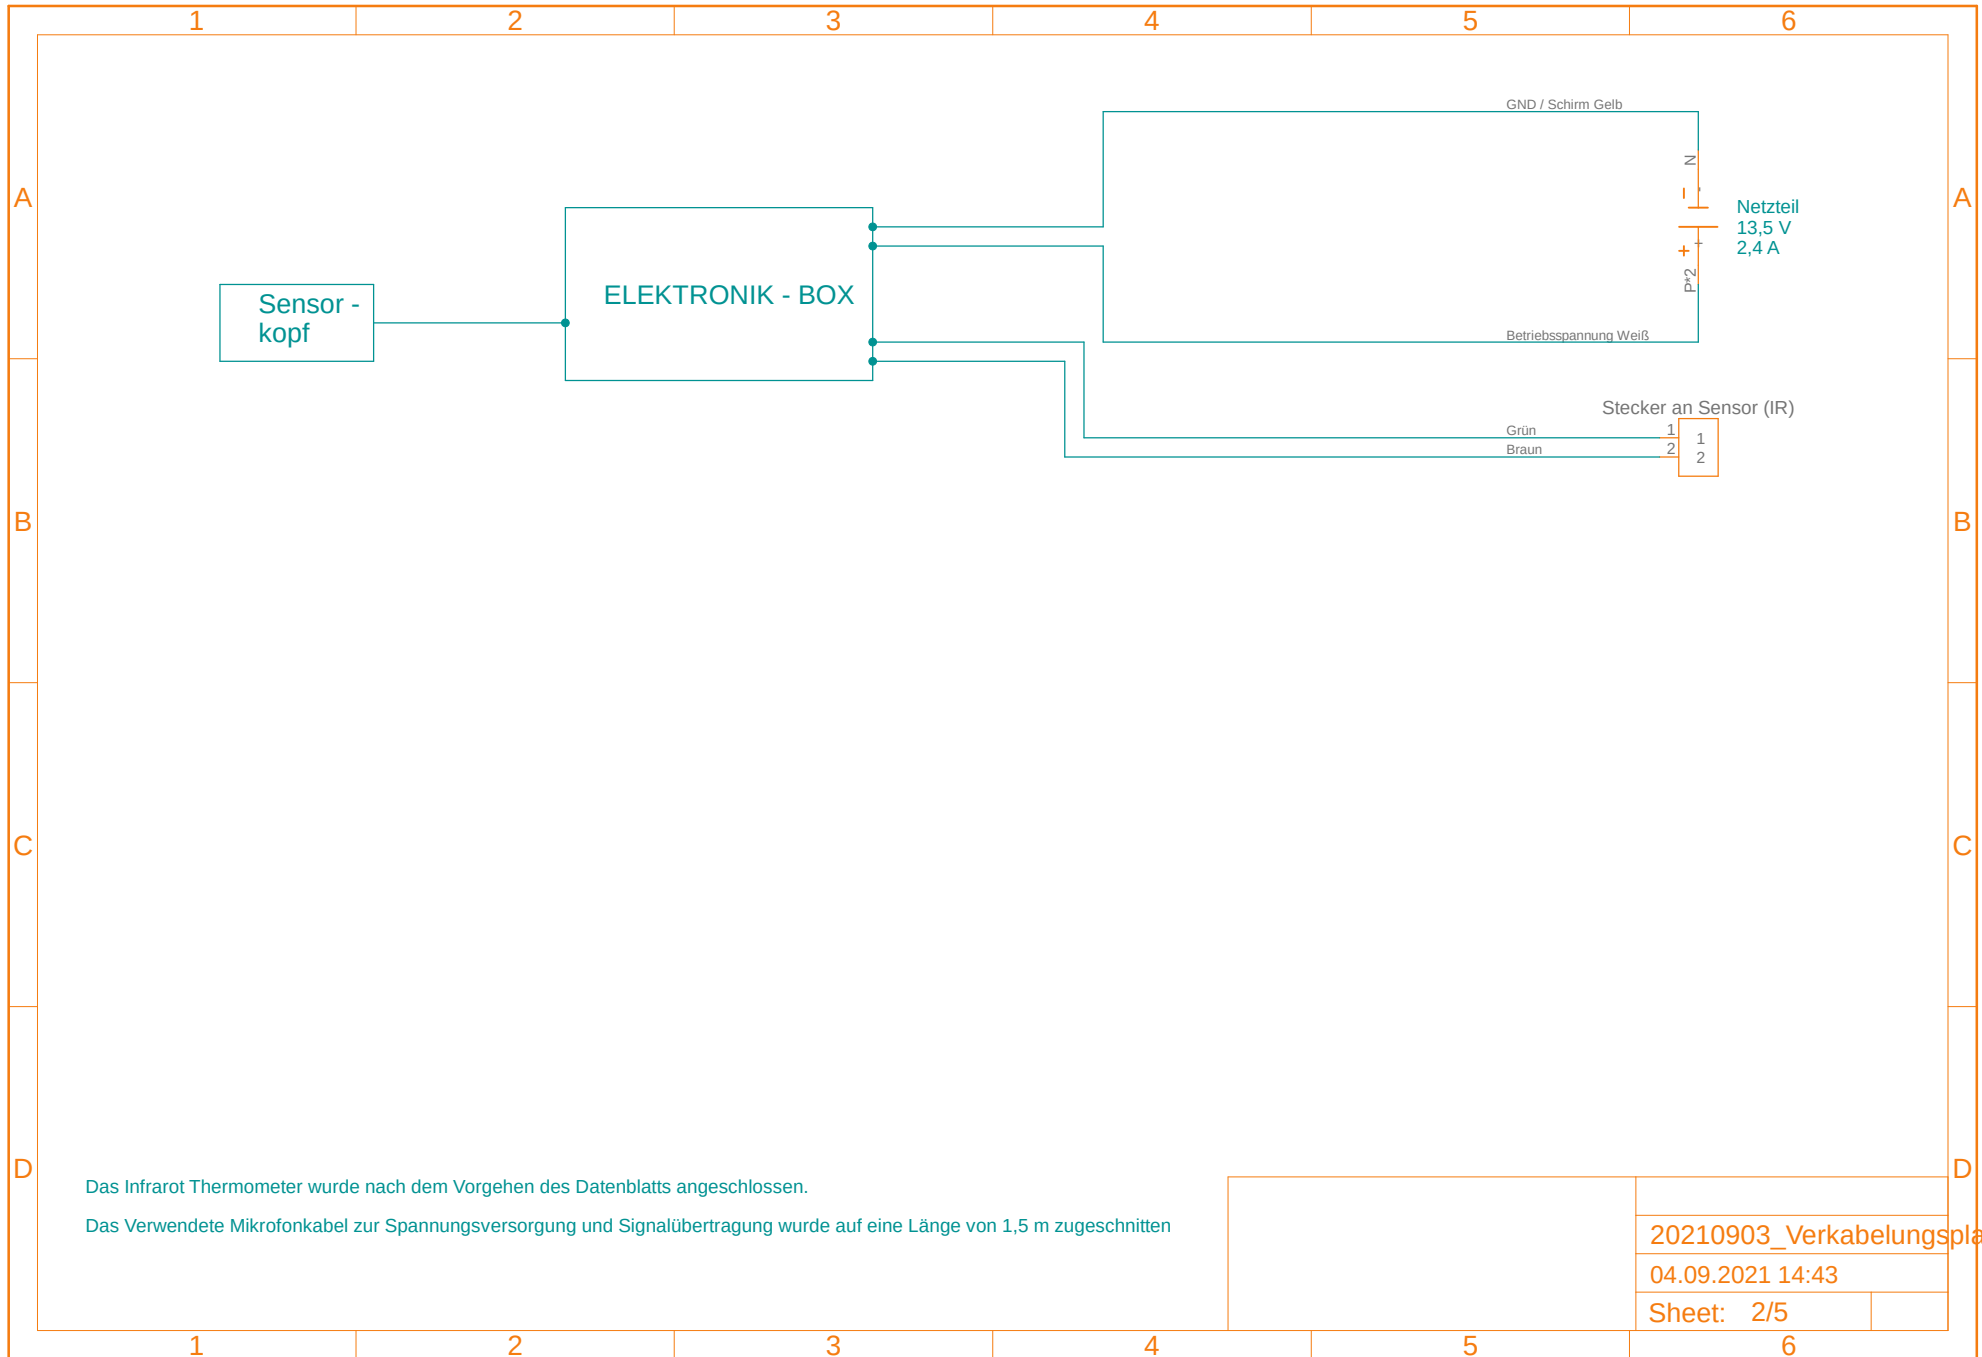 1 2 3 4 5 6
GND / Schirm Gelb
N
A A
- -
Netzteil
13,5 V
2,4 A
+ +
P*2
Sensor -
kopf
ELEKTRONIK - BOX
Betriebsspannung Weiß
Stecker an Sensor (IR)
Grün 1 1
Braun 2 2
B B
C C
D D
Das Infrarot Thermometer wurde nach dem Vorgehen des Datenblatts angeschlossen.
Das Verwendete Mikrofonkabel zur Spannungsversorgung und Signalübertragung wurde auf eine Länge von 1,5 m zugeschnitten
20210903_Verkabelungspla
04.09.2021 14:43
Sheet: 2/5
1 2 3 4 5 6